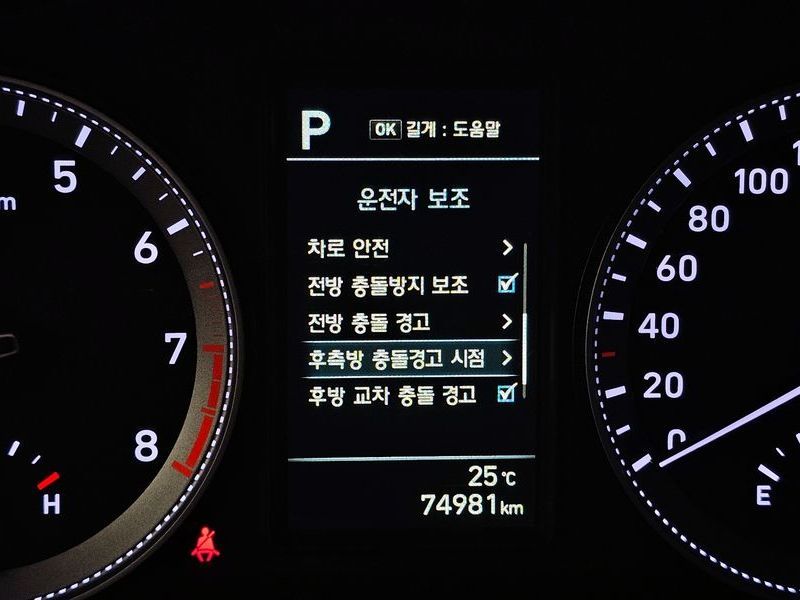 P OK 길게 : 도움말
운전자 보조
차로 안전
전방 충돌방지 보조
전방 충돌 경고
후측방 충돌경고 시점
후방 교차 충돌 경고
25℃
74981km
5
6
7
8
H
100
80
60
40
20
0
E